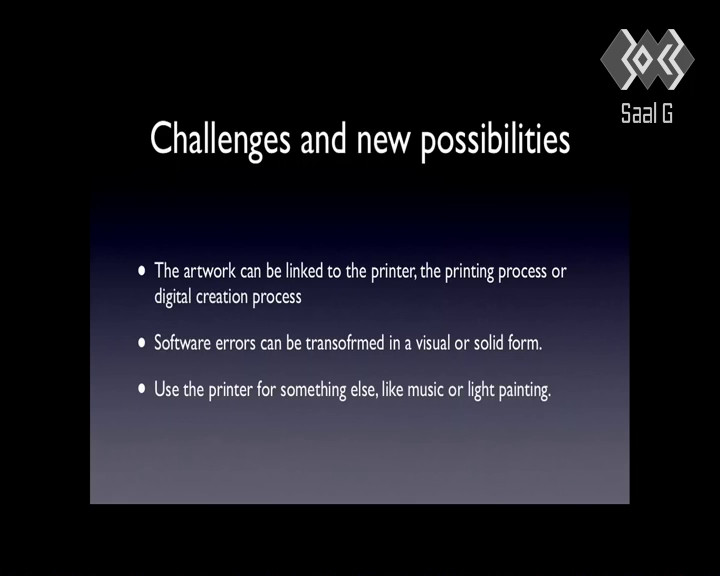 Saal G
Challenges and new possibilities
• The artwork can be linked to the printer, the printing process or
digital creation process
• Software errors can be transofrmed in a visual or solid form.
• Use the printer for something else, like music or light painting.